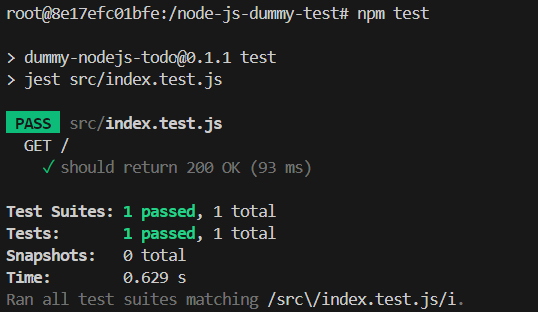 root@8e17efc01bfe:/node-js-dummy-test# npm test
> dummy-nodejs-todo@0.1.1 test
> jest src/index.test.js
PASS src/index.test.js
GET /
✓ should return 200 OK (93 ms)
Test Suites: 1 passed, 1 total
Tests: 1 passed, 1 total
Snapshots: 0 total
Time: 0.629 s
Ran all test suites matching /src\/index.test.js/i.